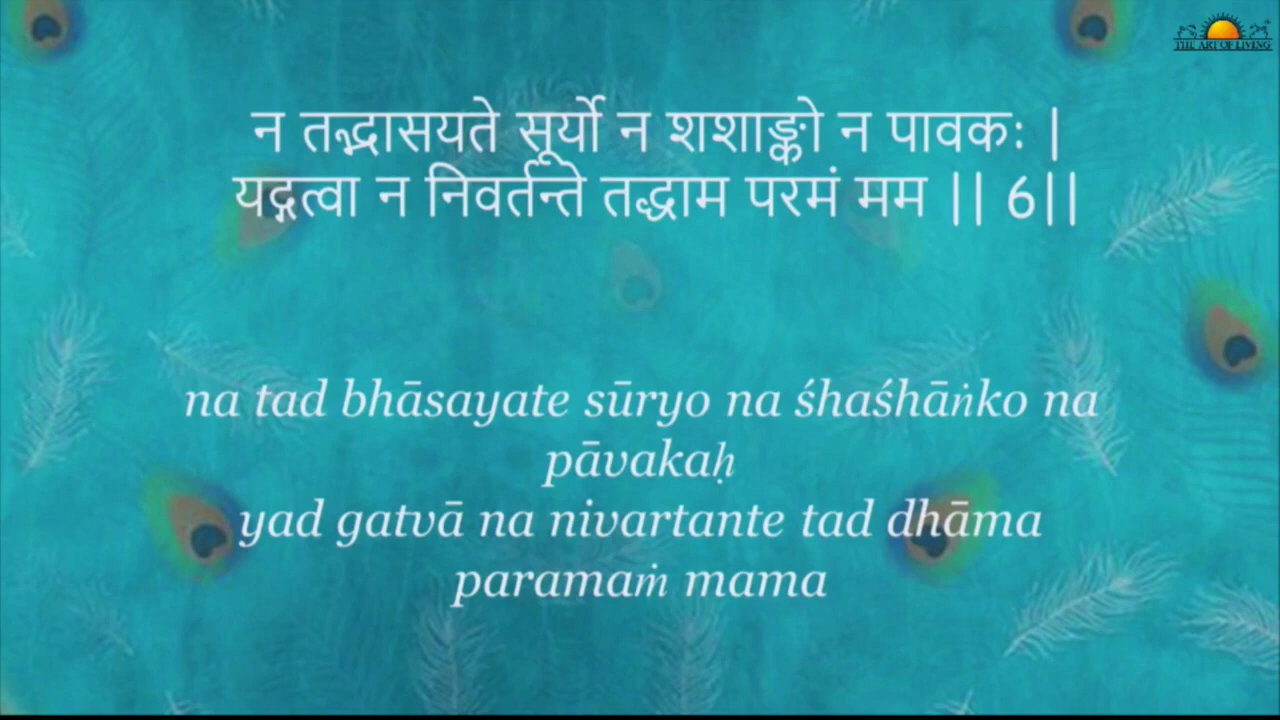 THE ART OF LIVING
न तद्भासयते सूर्यो न शशाङ्को न पावकः |
यद्गत्वा न निवर्तन्ते तद्धाम परमं मम || 6||
na tad bhāsayate sūryo na śhaśhāṅko na
pāvakaḥ
yad gatvā na nivartante tad dhāma
paramaṁ mama